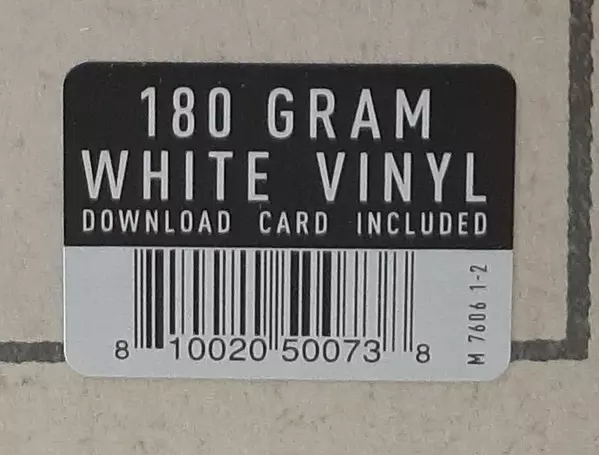 180 GRAM
WHITE VINYL
DOWNLOAD CARD INCLUDED
8 10020 50073 8
M 7606 1-2